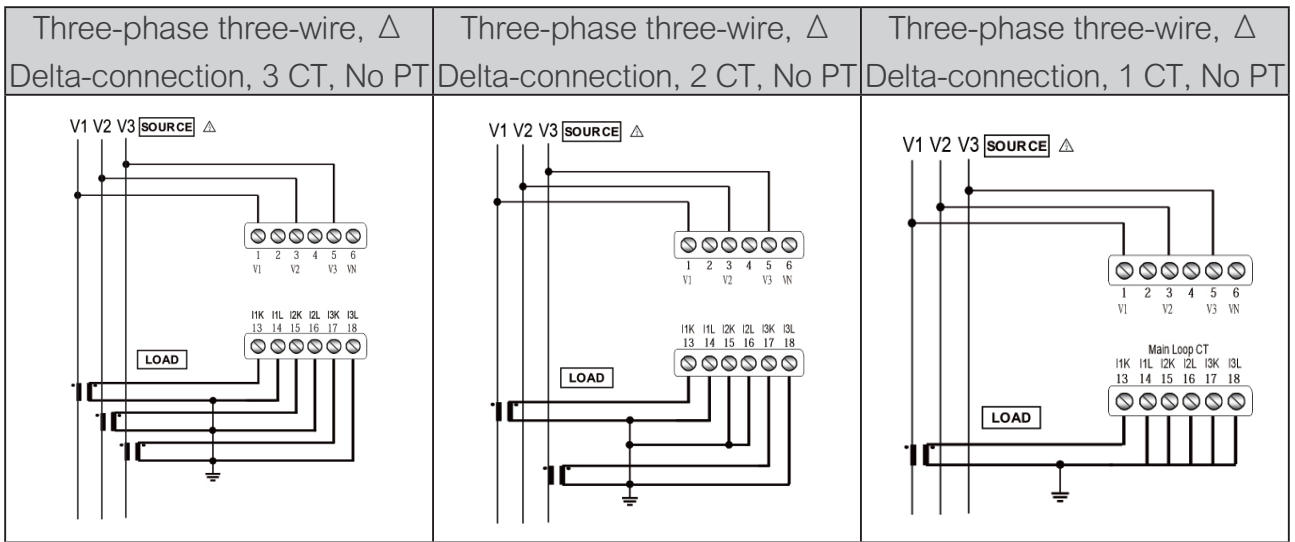 Three-phase three-wire, Δ
Delta-connection, 3 CT, No PT
Three-phase three-wire, Δ
Delta-connection, 2 CT, No PT
Three-phase three-wire, Δ
Delta-connection, 1 CT, No PT
V1 V2 V3 SOURCE ⚠
1 2 3 4 5 6
V1 V2 V3 VN
I1K I1L I2K I2L I3K I3L
13 14 15 16 17 18
LOAD
V1 V2 V3 SOURCE ⚠
1 2 3 4 5 6
V1 V2 V3 VN
I1K I1L I2K I2L I3K I3L
13 14 15 16 17 18
LOAD
V1 V2 V3 SOURCE ⚠
1 2 3 4 5 6
V1 V2 V3 VN
Main Loop CT
I1K I1L I2K I2L I3K I3L
13 14 15 16 17 18
LOAD